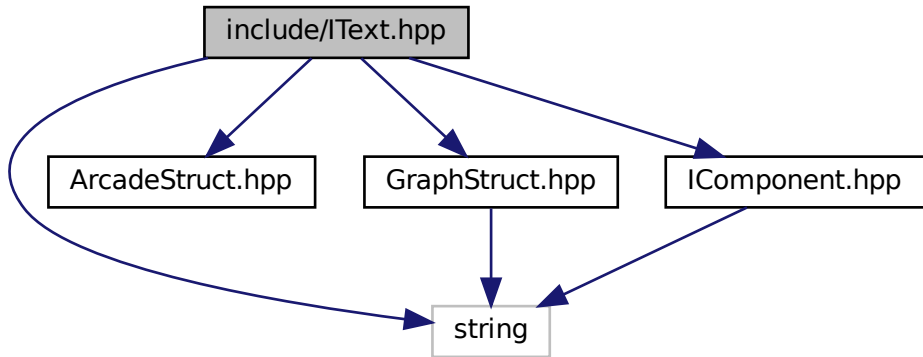 include/IText.hpp
ArcadeStruct.hpp
GraphStruct.hpp
IComponent.hpp
string